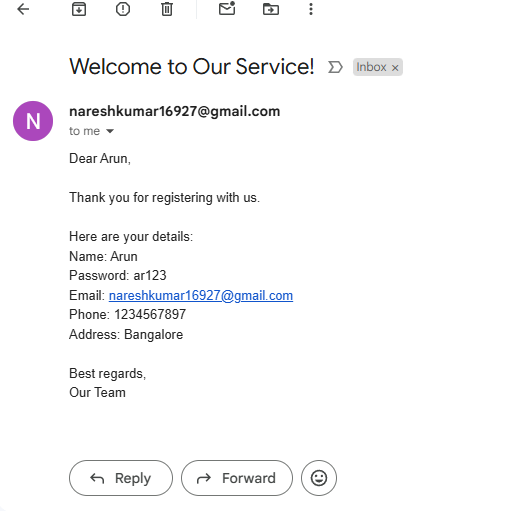 Welcome to Our Service!
Inbox ×
N
nareshkumar16927@gmail.com
to me
Dear Arun,
Thank you for registering with us.
Here are your details:
Name: Arun
Password: ar123
Email: nareshkumar16927@gmail.com
Phone: 1234567897
Address: Bangalore
Best regards,
Our Team
Reply
Forward